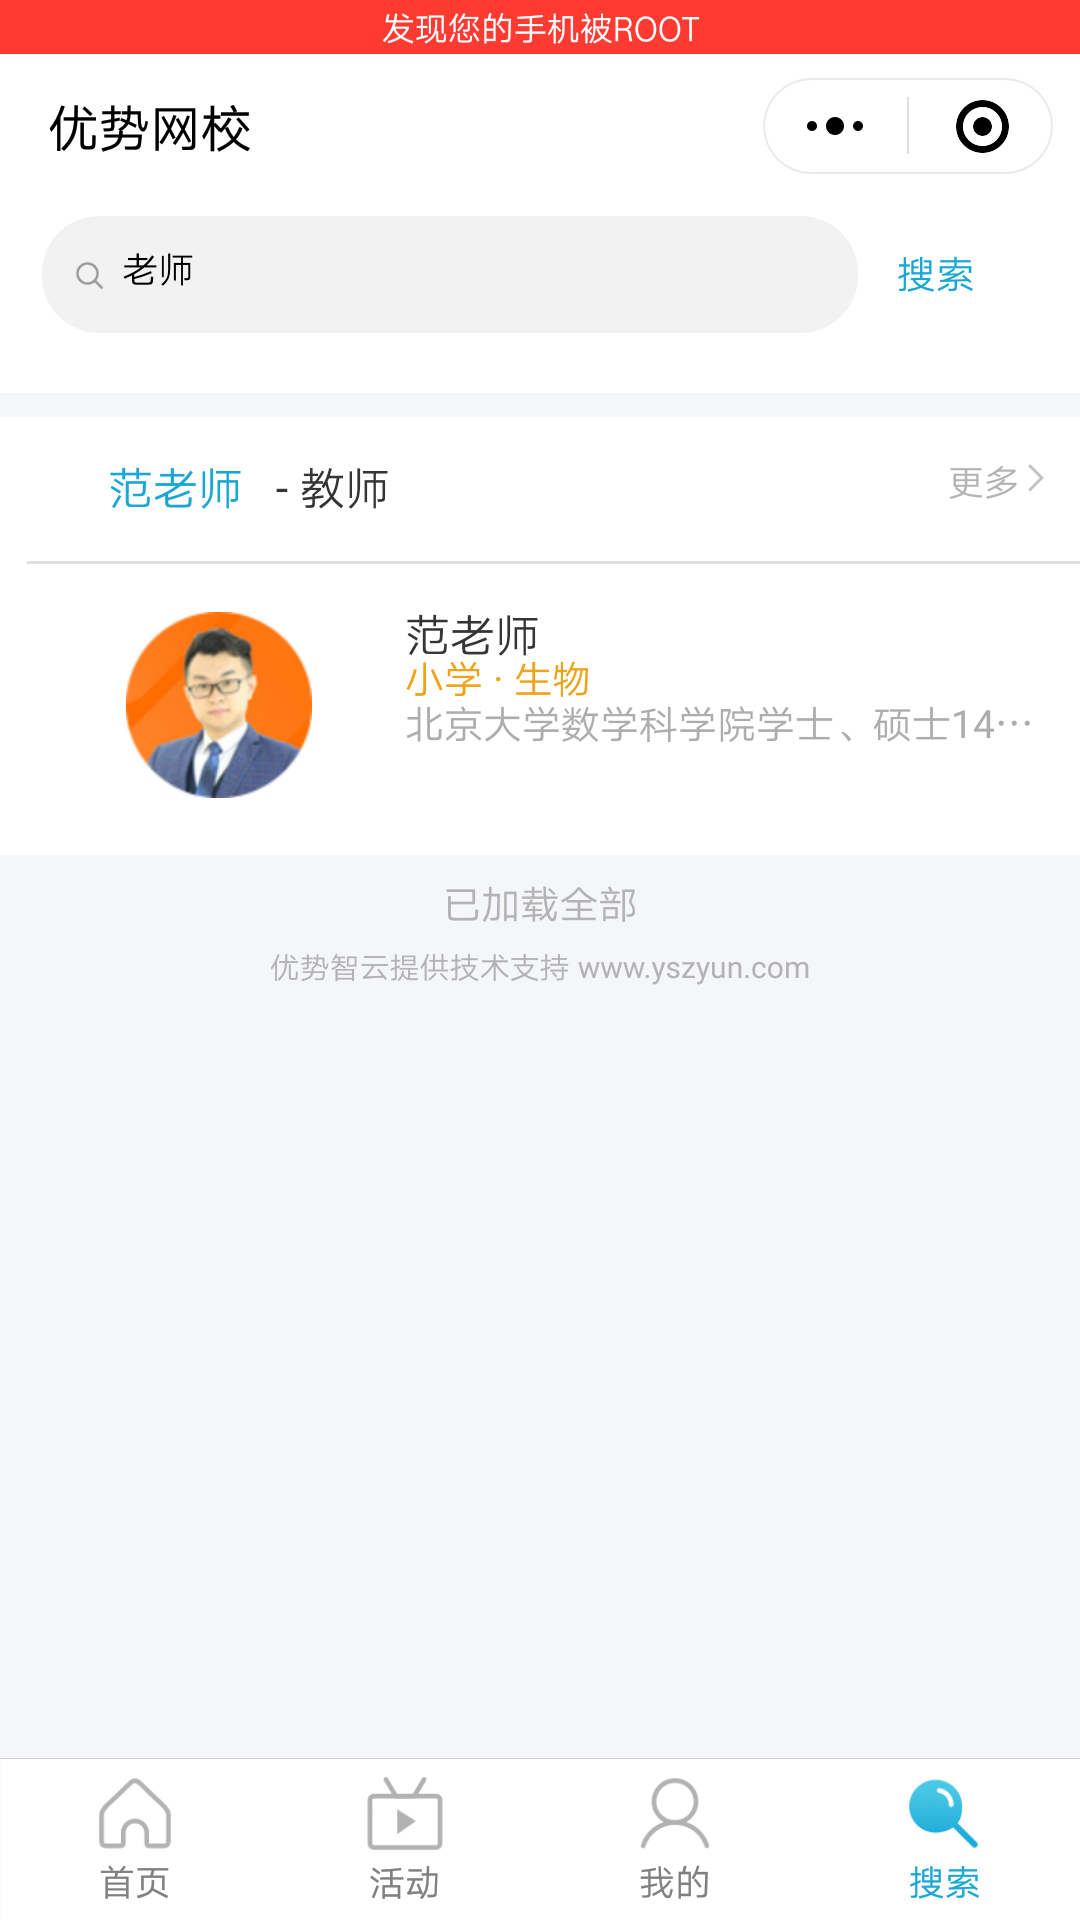 发现您的手机被ROOT
优势网校
老师
搜索
范老师 - 教师
更多
范老师
小学 · 生物
北京大学数学科学院学士、硕士14···
已加载全部
优势智云提供技术支持 www.yszyun.com
首页
活动
我的
搜索